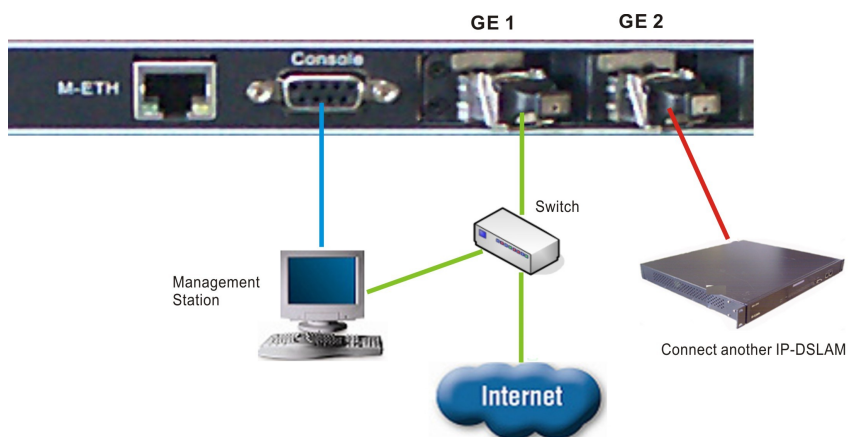 GE 1
GE 2
M-ETH
Console
Switch
Management
Station
Connect another IP-DSLAM
Internet